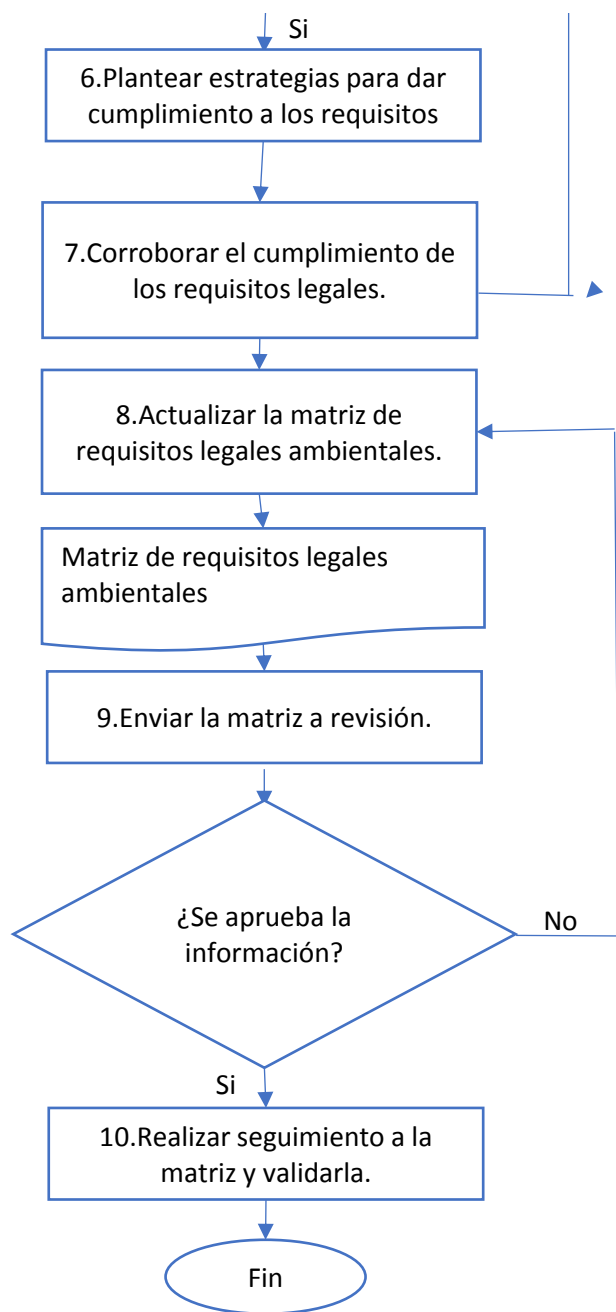 Si
6.Plantear estrategias para dar
cumplimiento a los requisitos
7.Corroborar el cumplimiento de
los requisitos legales.
8.Actualizar la matriz de
requisitos legales ambientales.
Matriz de requisitos legales
ambientales
9.Enviar la matriz a revisión.
¿Se aprueba la
información?
No
Si
10.Realizar seguimiento a la
matriz y validarla.
Fin